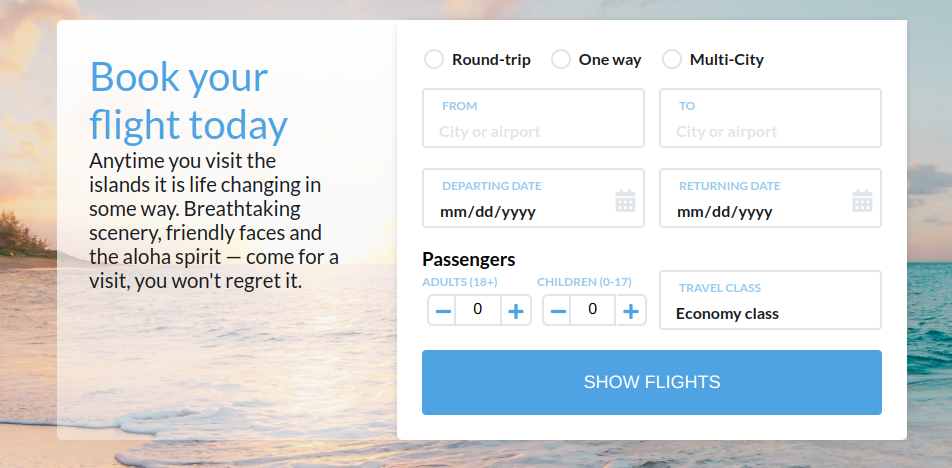 Book your
flight today
Anytime you visit the
islands it is life changing in
some way. Breathtaking
scenery, friendly faces and
the aloha spirit — come for a
visit, you won't regret it.
Round-trip One way Multi-City
FROM TO
City or airport City or airport
DEPARTING DATE RETURNING DATE
mm/dd/yyyy mm/dd/yyyy
Passengers
ADULTS (18+) CHILDREN (0-17) TRAVEL CLASS
0 0 Economy class
SHOW FLIGHTS